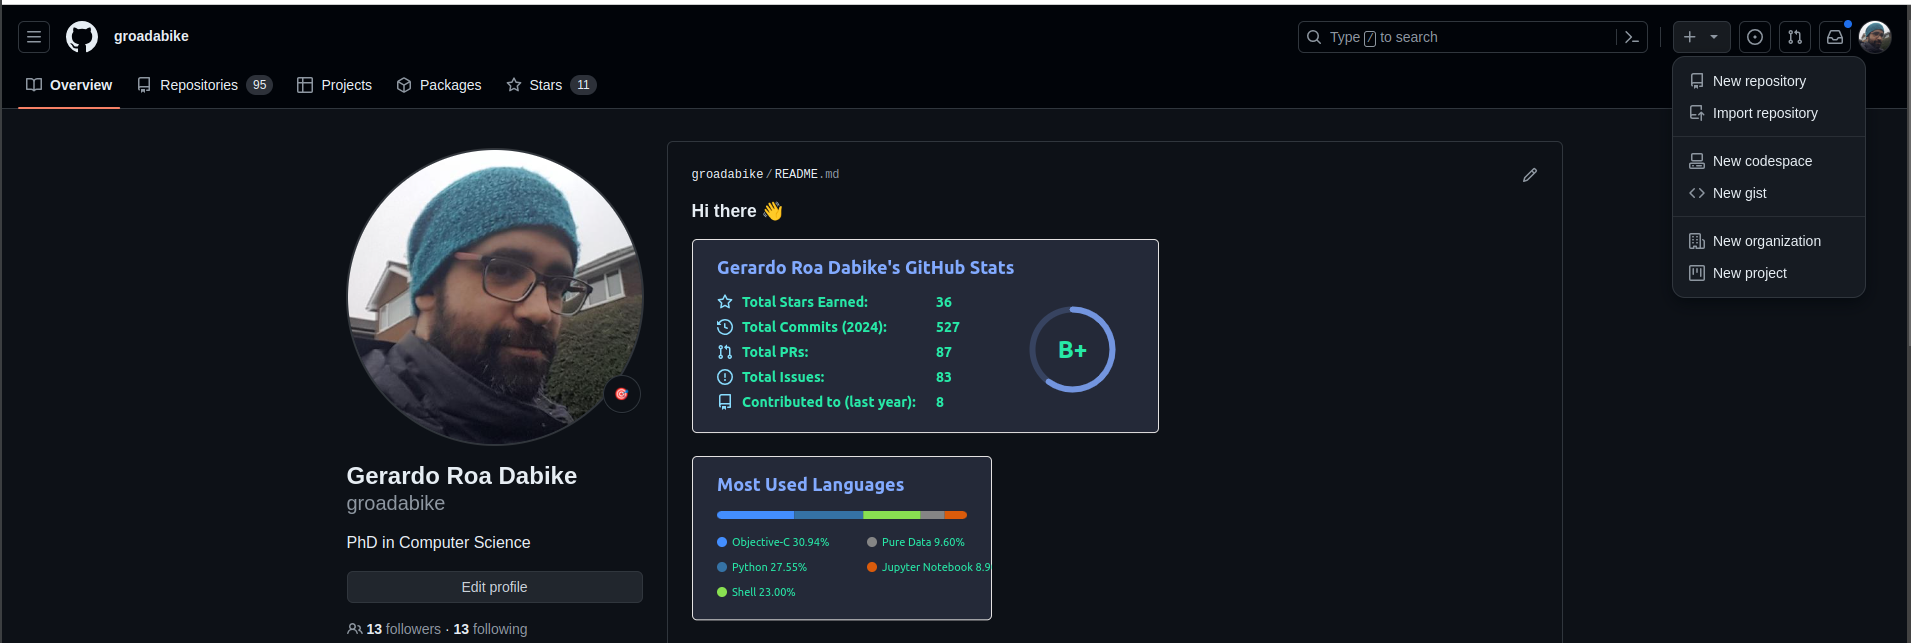 groadabike
Type / to search
Overview
Repositories 95
Projects
Packages
Stars 11
New repository
Import repository
New codespace
New gist
New organization
New project
Gerardo Roa Dabike
groadabike
PhD in Computer Science
Edit profile
13 followers · 13 following
groadabike/README.md
Hi there 👋
Gerardo Roa Dabike's GitHub Stats
Total Stars Earned: 36
Total Commits (2024): 527
Total PRs: 87
Total Issues: 83
Contributed to (last year): 8
B+
Most Used Languages
Objective-C 30.94%
Python 27.55%
Shell 23.00%
Pure Data 9.60%
Jupyter Notebook 8.9